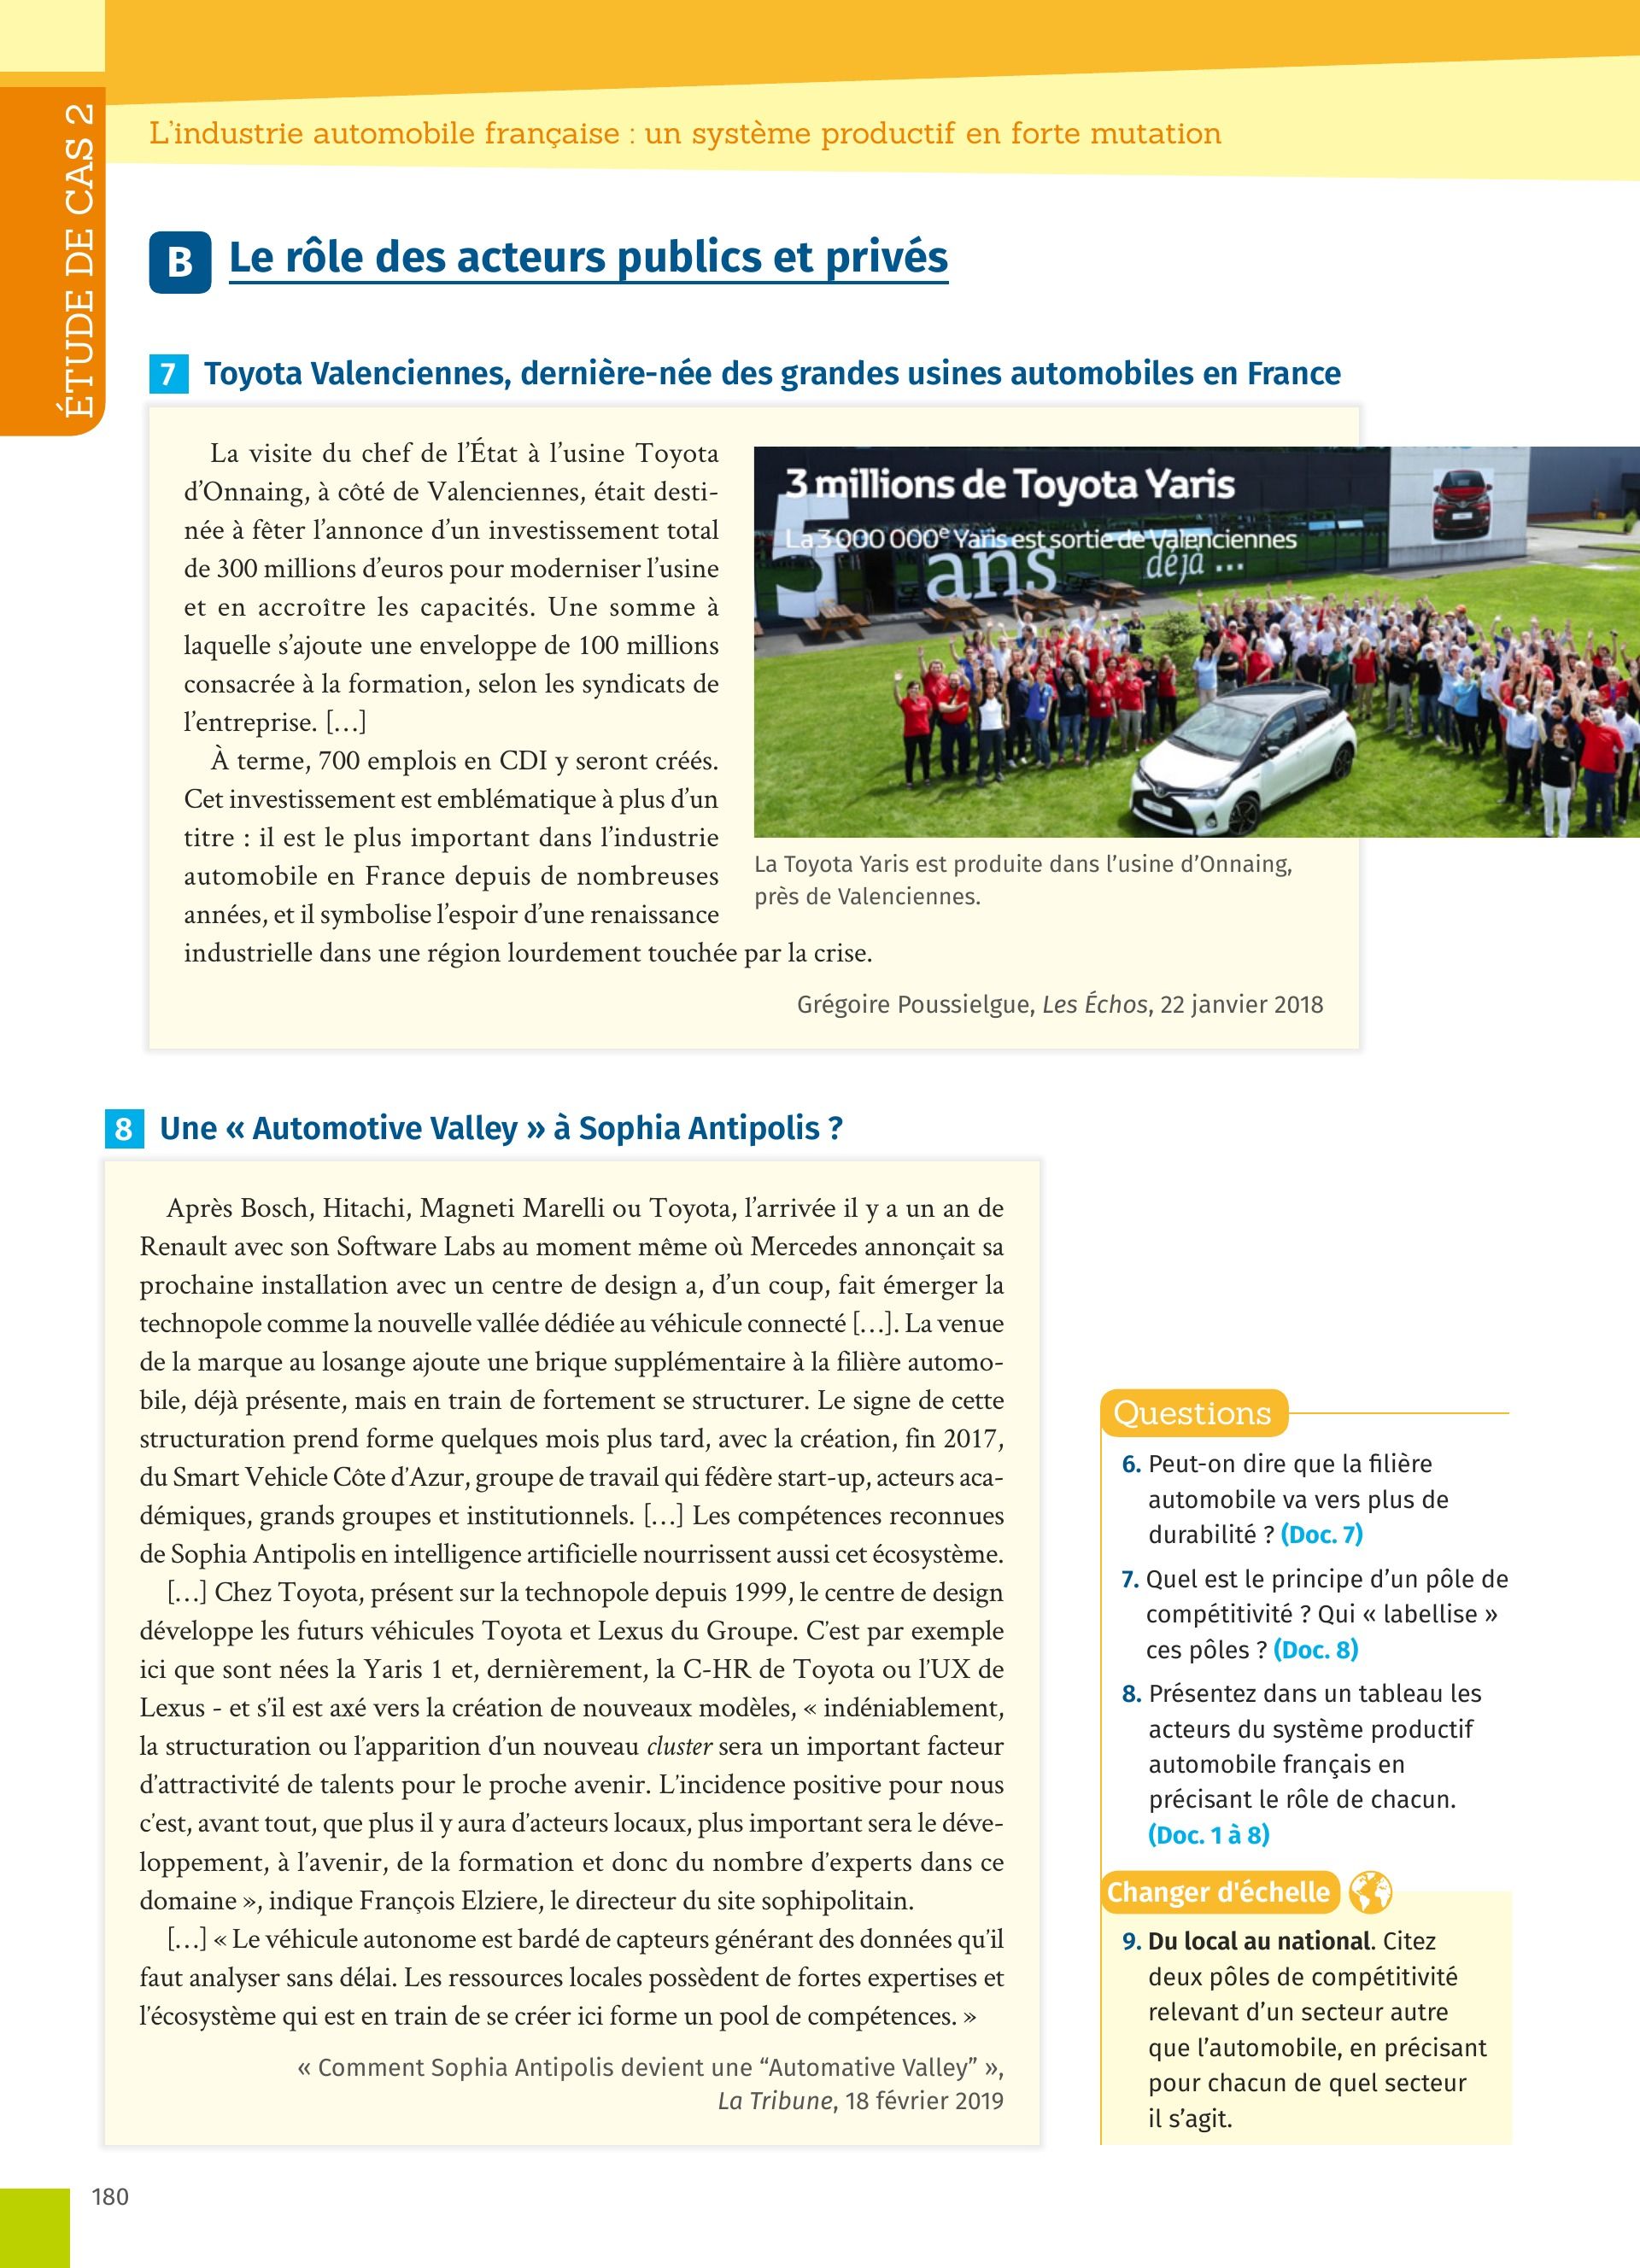 ÉTUDE DE CAS 2
L'industrie automobile française : un système productif en forte mutation
B Le rôle des acteurs publics et privés
7 Toyota Valenciennes, dernière-née des grandes usines automobiles en France
La visite du chef de l'État à l'usine Toyota
d'Onnaing, à côté de Valenciennes, était desti-
née à fêter l'annonce d'un investissement total
de 300 millions d'euros pour moderniser l'usine
et en accroître les capacités. Une somme à
laquelle s'ajoute une enveloppe de 100 millions
consacrée à la formation, selon les syndicats de
l'entreprise. […]
À terme, 700 emplois en CDI y seront créés.
Cet investissement est emblématique à plus d'un
titre : il est le plus important dans l'industrie
automobile en France depuis de nombreuses
années, et il symbolise l'espoir d'une renaissance
industrielle dans une région lourdement touchée par la crise.
3 millions de Toyota Yaris
La 3 000 000e Yaris est sortie de Valenciennes
5 ans déjà ...
La Toyota Yaris est produite dans l'usine d'Onnaing,
près de Valenciennes.
Grégoire Poussielgue, Les Échos, 22 janvier 2018
8 Une « Automotive Valley » à Sophia Antipolis ?
Après Bosch, Hitachi, Magneti Marelli ou Toyota, l'arrivée il y a un an de
Renault avec son Software Labs au moment même où Mercedes annonçait sa
prochaine installation avec un centre de design a, d'un coup, fait émerger la
technopole comme la nouvelle vallée dédiée au véhicule connecté […]. La venue
de la marque au losange ajoute une brique supplémentaire à la filière automo-
bile, déjà présente, mais en train de fortement se structurer. Le signe de cette
structuration prend forme quelques mois plus tard, avec la création, fin 2017,
du Smart Vehicle Côte d'Azur, groupe de travail qui fédère start-up, acteurs aca-
démiques, grands groupes et institutionnels. […] Les compétences reconnues
de Sophia Antipolis en intelligence artificielle nourrissent aussi cet écosystème.
[…] Chez Toyota, présent sur la technopole depuis 1999, le centre de design
développe les futurs véhicules Toyota et Lexus du Groupe. C'est par exemple
ici que sont nées la Yaris 1 et, dernièrement, la C-HR de Toyota ou l'UX de
Lexus - et s'il est axé vers la création de nouveaux modèles, « indéniablement,
la structuration ou l'apparition d'un nouveau cluster sera un important facteur
d'attractivité de talents pour le proche avenir. L'incidence positive pour nous
c'est, avant tout, que plus il y aura d'acteurs locaux, plus important sera le déve-
loppement, à l'avenir, de la formation et donc du nombre d'experts dans ce
domaine », indique François Elziere, le directeur du site sophipolitain.
[…] « Le véhicule autonome est bardé de capteurs générant des données qu'il
faut analyser sans délai. Les ressources locales possèdent de fortes expertises et
l'écosystème qui est en train de se créer ici forme un pool de compétences. »
« Comment Sophia Antipolis devient une “Automative Valley” »,
La Tribune, 18 février 2019
Questions
6. Peut-on dire que la filière
automobile va vers plus de
durabilité ? (Doc. 7)
7. Quel est le principe d'un pôle de
compétitivité ? Qui « labellise »
ces pôles ? (Doc. 8)
8. Présentez dans un tableau les
acteurs du système productif
automobile français en
précisant le rôle de chacun.
(Doc. 1 à 8)
Changer d'échelle
9. Du local au national. Citez
deux pôles de compétitivité
relevant d'un secteur autre
que l'automobile, en précisant
pour chacun de quel secteur
il s'agit.
180